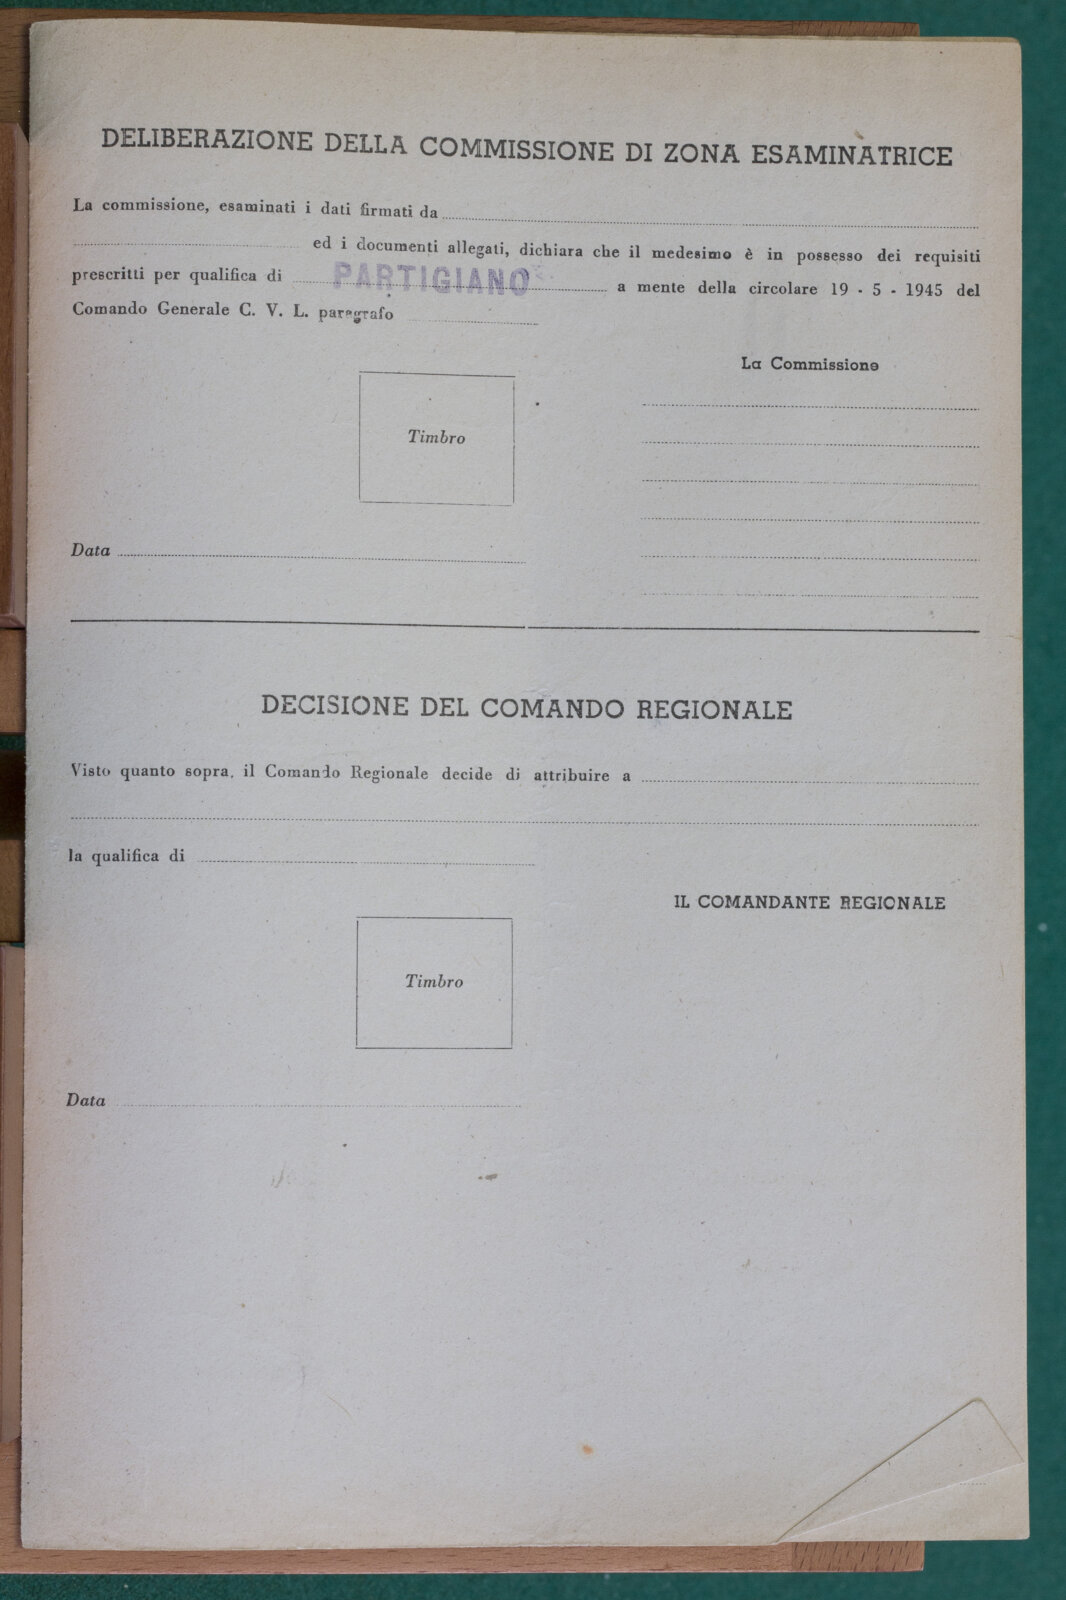 DELIBERAZIONE DELLA COMMISSIONE DI ZONA ESAMINATRICE
La commissione, esaminati i dati firmati da
ed i documenti allegati, dichiara che il medesimo è in possesso dei requisiti
prescritti per qualifica di PARTIGIANO a mente della circolare 19 - 5 - 1945 del
Comando Generale C. V. L. paragrafo
La Commissione
Timbro
Data
DECISIONE DEL COMANDO REGIONALE
Visto quanto sopra, il Comando Regionale decide di attribuire a
la qualifica di
IL COMANDANTE REGIONALE
Timbro
Data